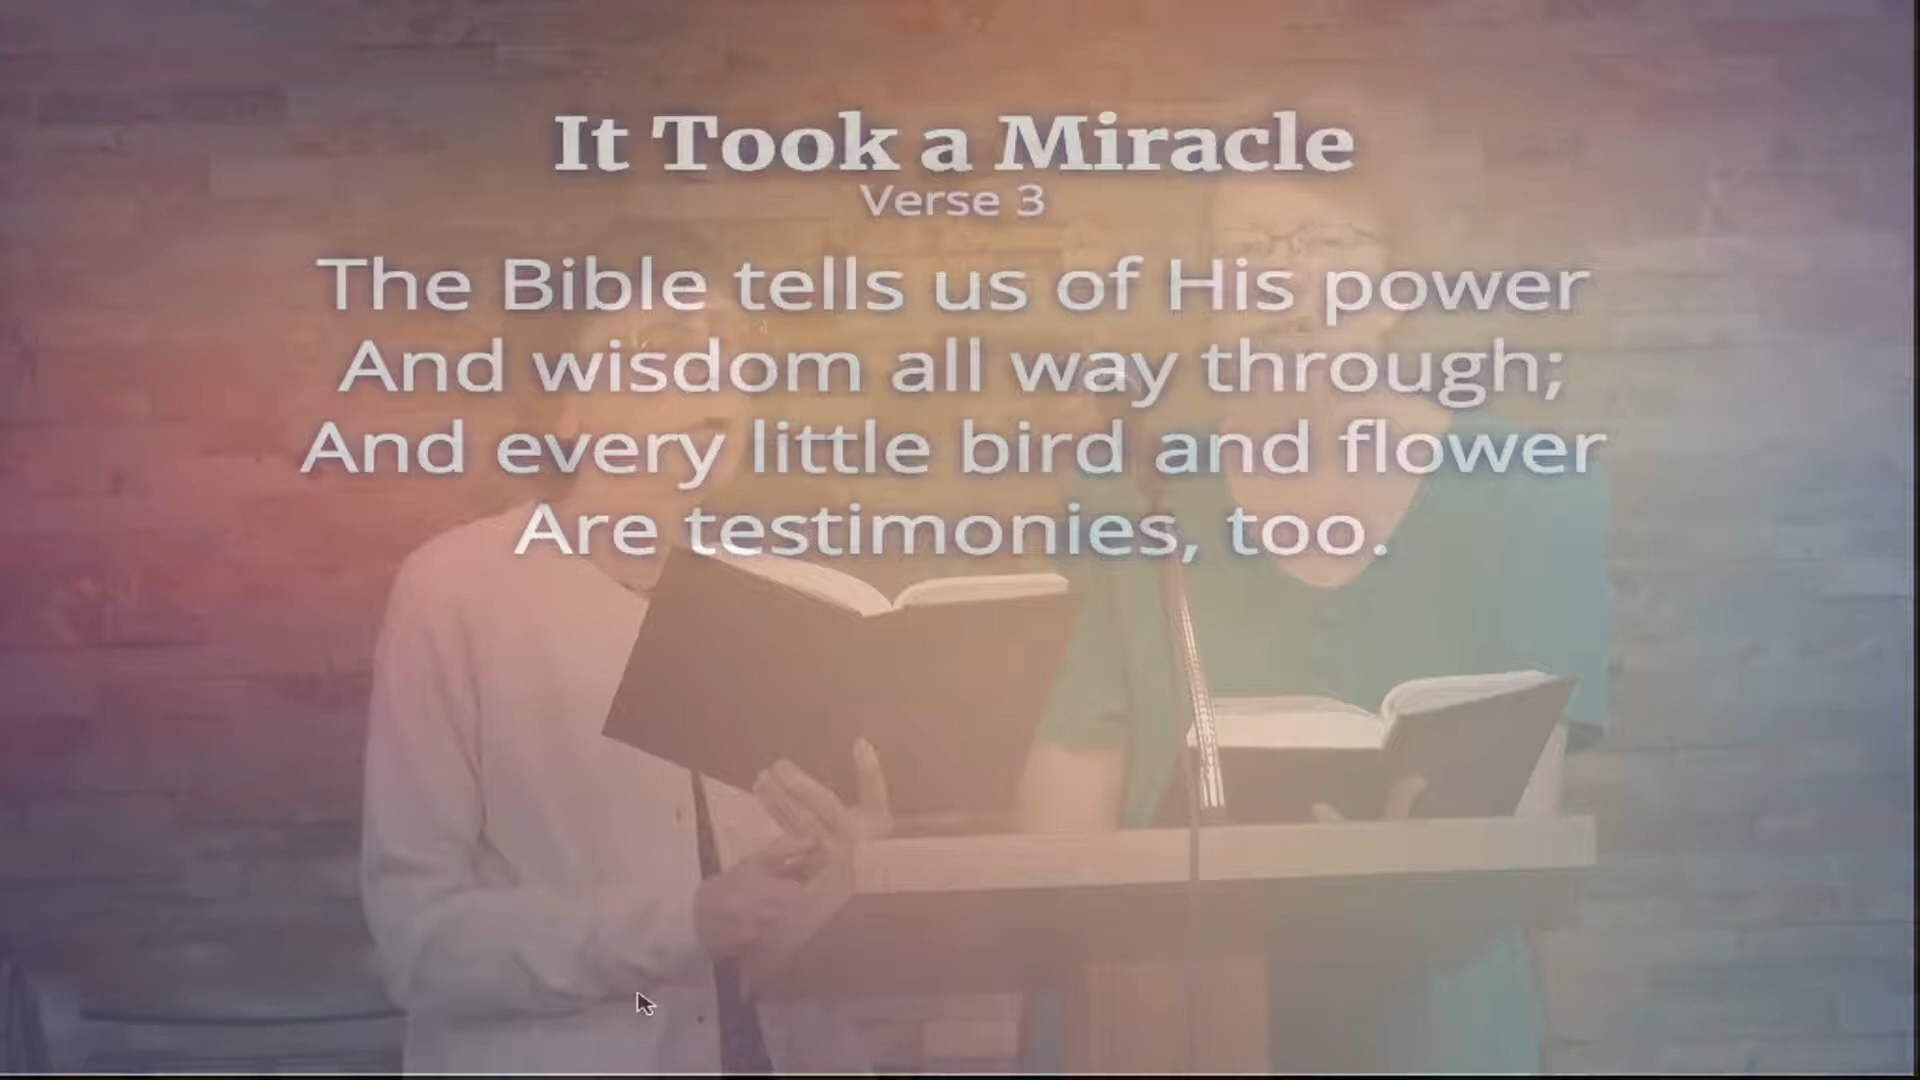 It Took a Miracle
Verse 3
The Bible tells us of His power
And wisdom all way through;
And every little bird and flower
Are testimonies, too.